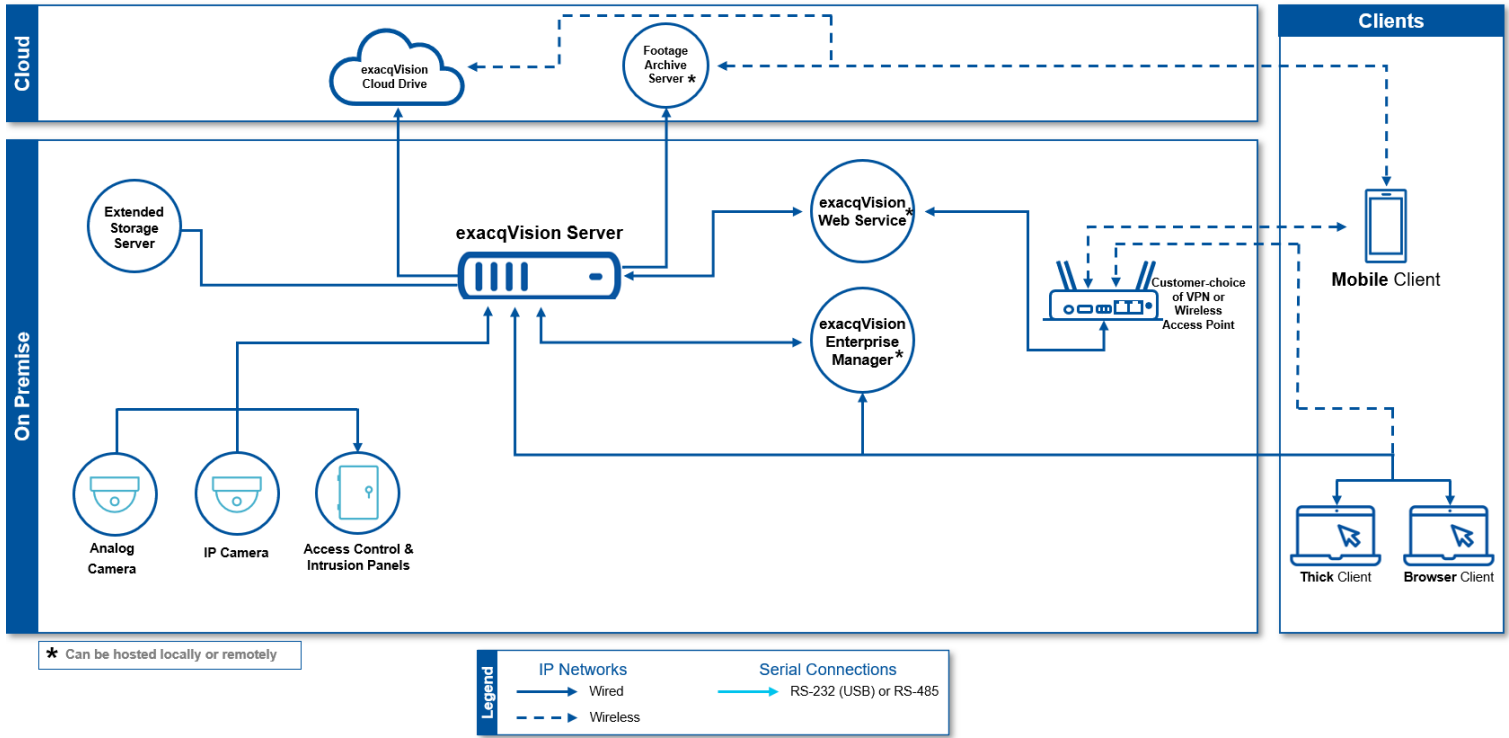 Cloud
exacqVision
Cloud Drive
Footage
Archive
Server *
Clients
On Premise
Extended
Storage
Server
exacqVision Server
exacqVision
Web Service*
exacqVision
Enterprise
Manager*
Customer-choice
of VPN or
Wireless
Access Point
Mobile Client
Analog
Camera
IP Camera
Access Control &
Intrusion Panels
Thick Client
Browser Client
* Can be hosted locally or remotely
Legend
IP Networks
Wired
Wireless
Serial Connections
RS-232 (USB) or RS-485